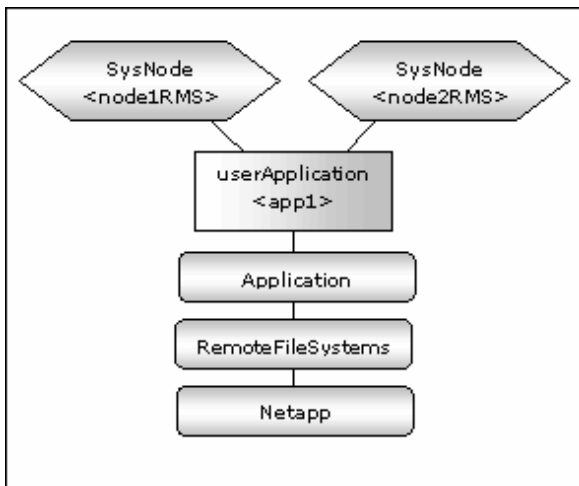 SysNode
<node1RMS>
SysNode
<node2RMS>
userApplication
<app1>
Application
RemoteFileSystems
Netapp